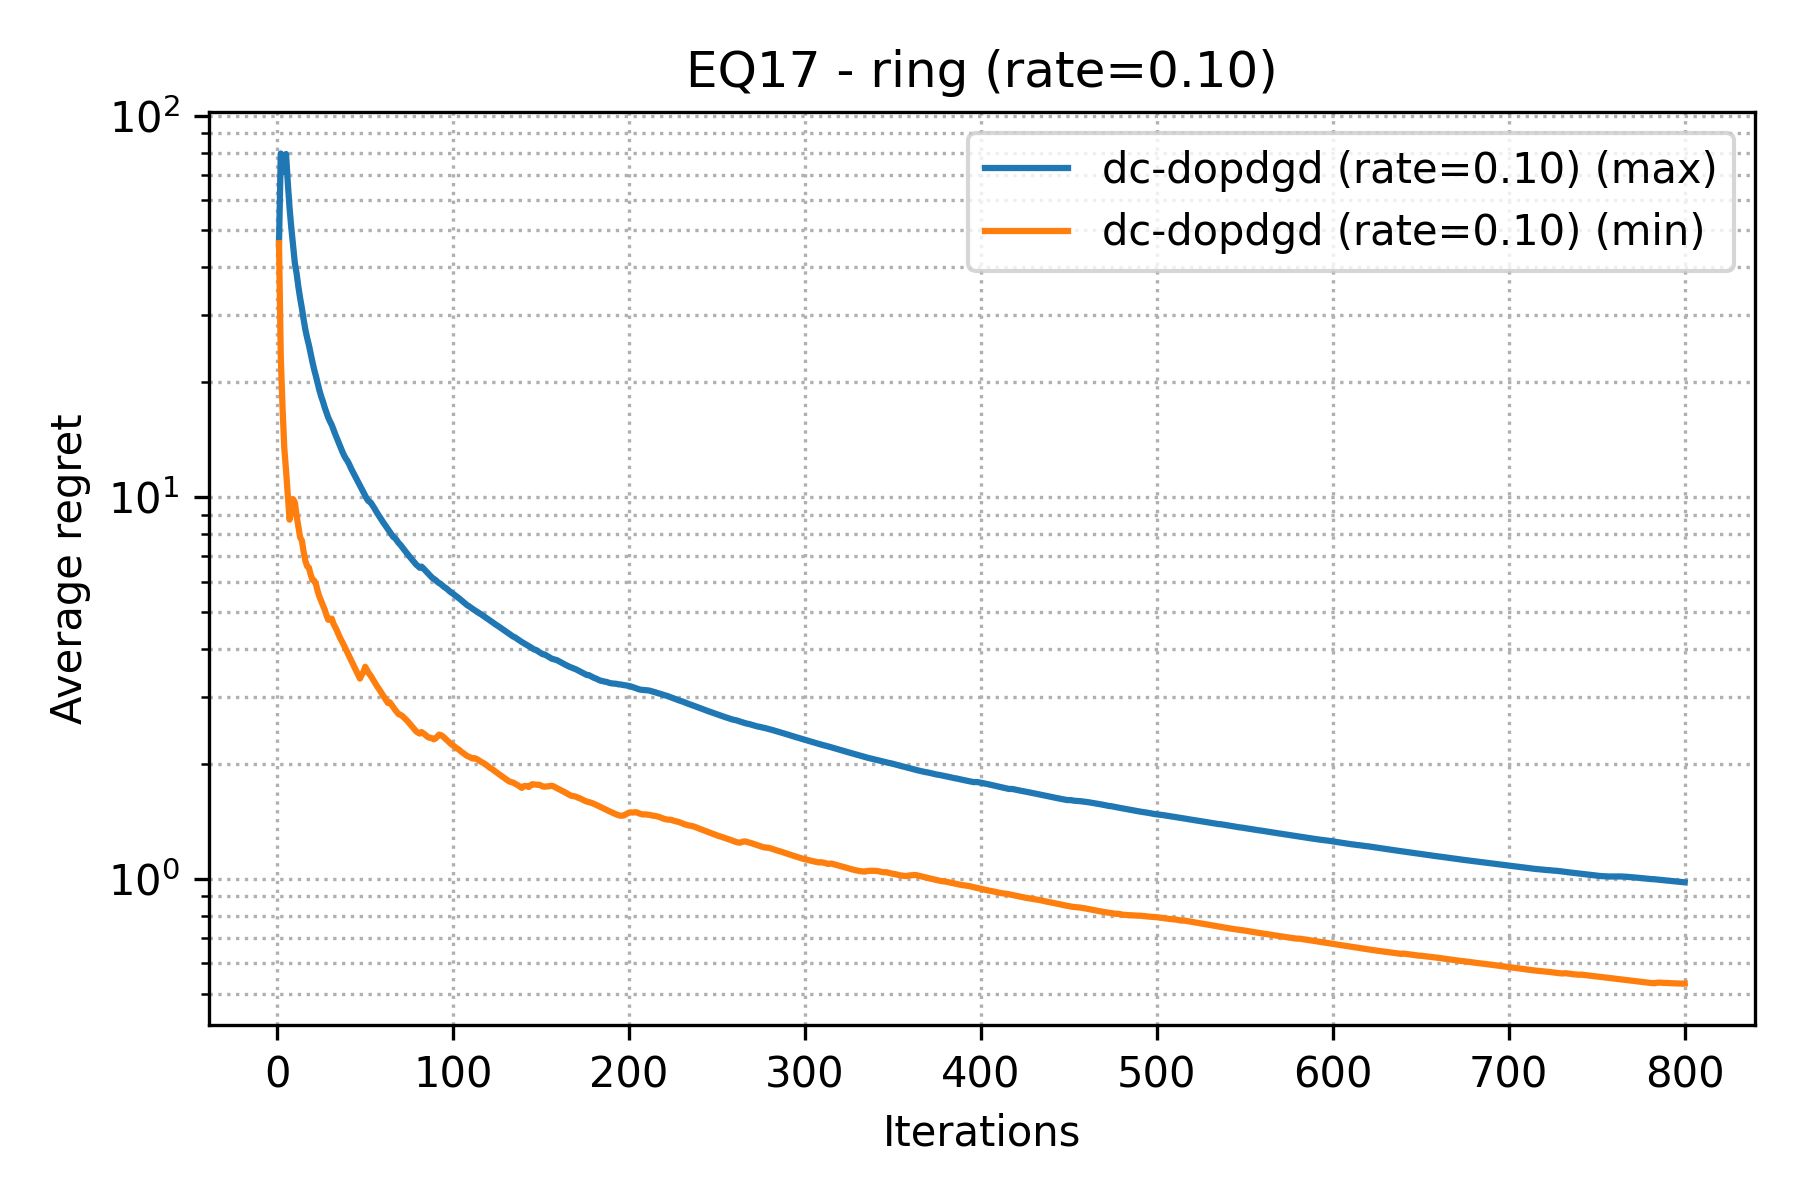 EQ17 - ring (rate=0.10)
10²
10¹
10⁰
Average regret
dc-dopdgd (rate=0.10) (max)
dc-dopdgd (rate=0.10) (min)
0 100 200 300 400 500 600 700 800
Iterations